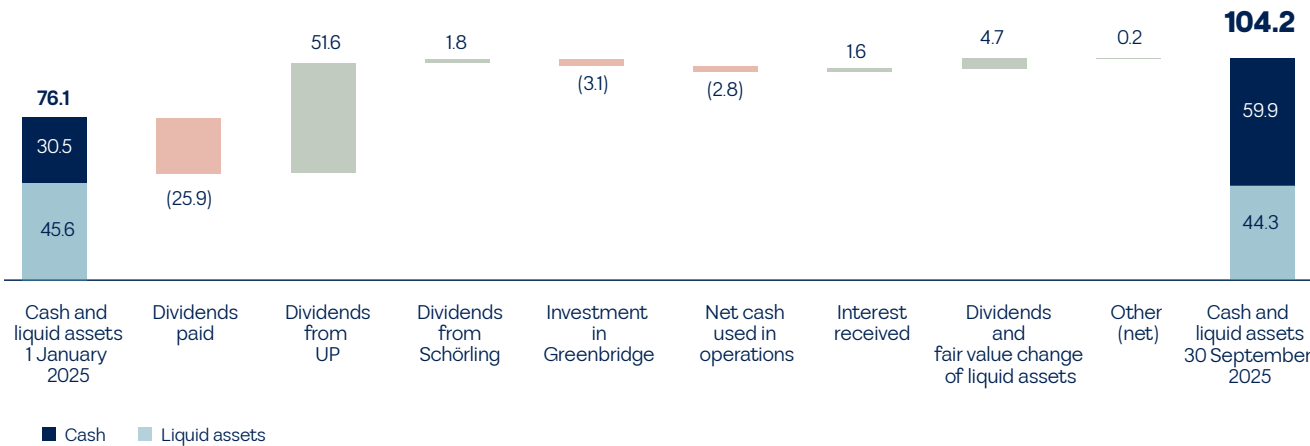 104.2
51.6
1.8
4.7
0.2
1.6
76.1
(3.1)
(2.8)
30.5
59.9
(25.9)
45.6
44.3
Cash and
liquid assets
1 January
2025
Dividends
paid
Dividends
from
UP
Dividends
from
Schörling
Investment
in
Greenbridge
Net cash
used in
operations
Interest
received
Dividends
and
fair value change
of liquid assets
Other
(net)
Cash and
liquid assets
30 September
2025
Cash
Liquid assets